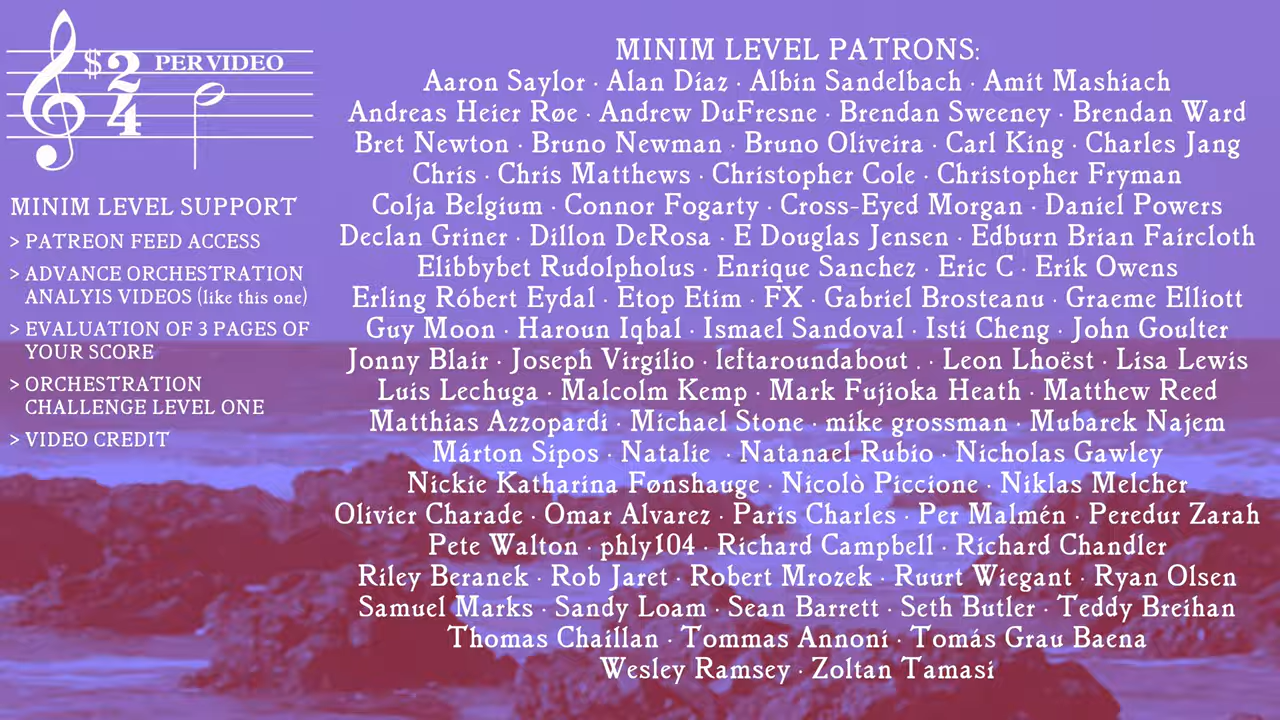 $ 2/4 PER VIDEO
MINIM LEVEL SUPPORT
> PATREON FEED ACCESS
> ADVANCE ORCHESTRATION
ANALYIS VIDEOS (like this one)
> EVALUATION OF 3 PAGES OF
YOUR SCORE
> ORCHESTRATION
CHALLENGE LEVEL ONE
> VIDEO CREDIT
MINIM LEVEL PATRONS:
Aaron Saylor · Alan Diaz · Albin Sandelbach · Amit Mashiach
Andreas Heier Røe · Andrew DuFresne · Brendan Sweeney · Brendan Ward
Bret Newton · Bruno Newman · Bruno Oliveira · Carl King · Charles Jang
Chris · Chris Matthews · Christopher Cole · Christopher Fryman
Colja Belgium · Connor Fogarty · Cross-Eyed Morgan · Daniel Powers
Declan Griner · Dillon DeRosa · E Douglas Jensen · Edburn Brian Faircloth
Elibbybet Rudolpholus · Enrique Sanchez · Eric C · Erik Owens
Erling Róbert Eydal · Etop Etim · FX · Gabriel Brosteanu · Graeme Elliott
Guy Moon · Haroun Iqbal · Ismael Sandoval · Isti Cheng · John Goulter
Jonny Blair · Joseph Virgilio · leftaroundabout . · Leon Lhoëst · Lisa Lewis
Luis Lechuga · Malcolm Kemp · Mark Fujioka Heath · Matthew Reed
Matthias Azzopardi · Michael Stone · mike grossman · Mubarek Najem
Márton Sipos · Natalie · Natanael Rubio · Nicholas Gawley
Nickie Katharina Fønshauge · Nicolò Piccione · Niklas Melcher
Olivier Charade · Omar Alvarez · Paris Charles · Per Malmén · Peredur Zarah
Pete Walton · phly104 · Richard Campbell · Richard Chandler
Riley Beranek · Rob Jaret · Robert Mrozek · Ruurt Wiegant · Ryan Olsen
Samuel Marks · Sandy Loam · Sean Barrett · Seth Butler · Teddy Breihan
Thomas Chaillan · Tommas Annoni · Tomás Grau Baena
Wesley Ramsey · Zoltan Tamasi